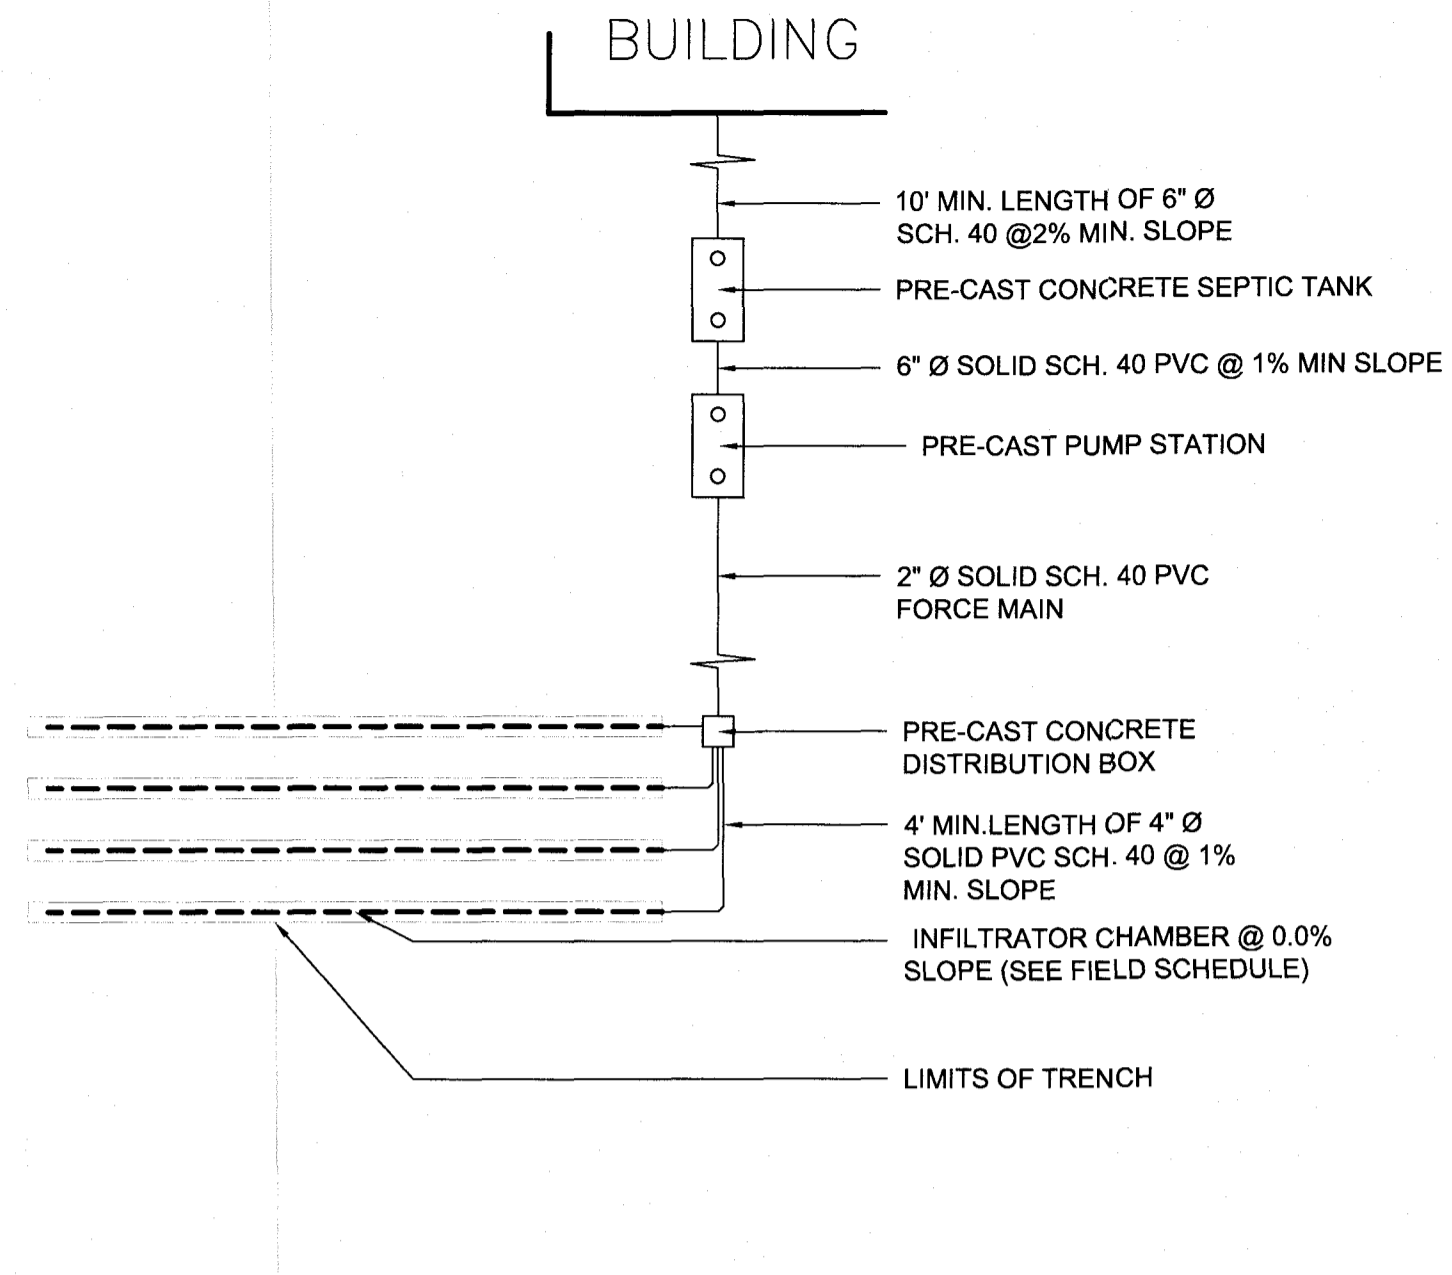 BUILDING
10' MIN. LENGTH OF 6" Ø
SCH. 40 @2% MIN. SLOPE
PRE-CAST CONCRETE SEPTIC TANK
6" Ø SOLID SCH. 40 PVC @ 1% MIN SLOPE
PRE-CAST PUMP STATION
2" Ø SOLID SCH. 40 PVC
FORCE MAIN
PRE-CAST CONCRETE
DISTRIBUTION BOX
4' MIN.LENGTH OF 4" Ø
SOLID PVC SCH. 40 @ 1%
MIN. SLOPE
INFILTRATOR CHAMBER @ 0.0%
SLOPE (SEE FIELD SCHEDULE)
LIMITS OF TRENCH